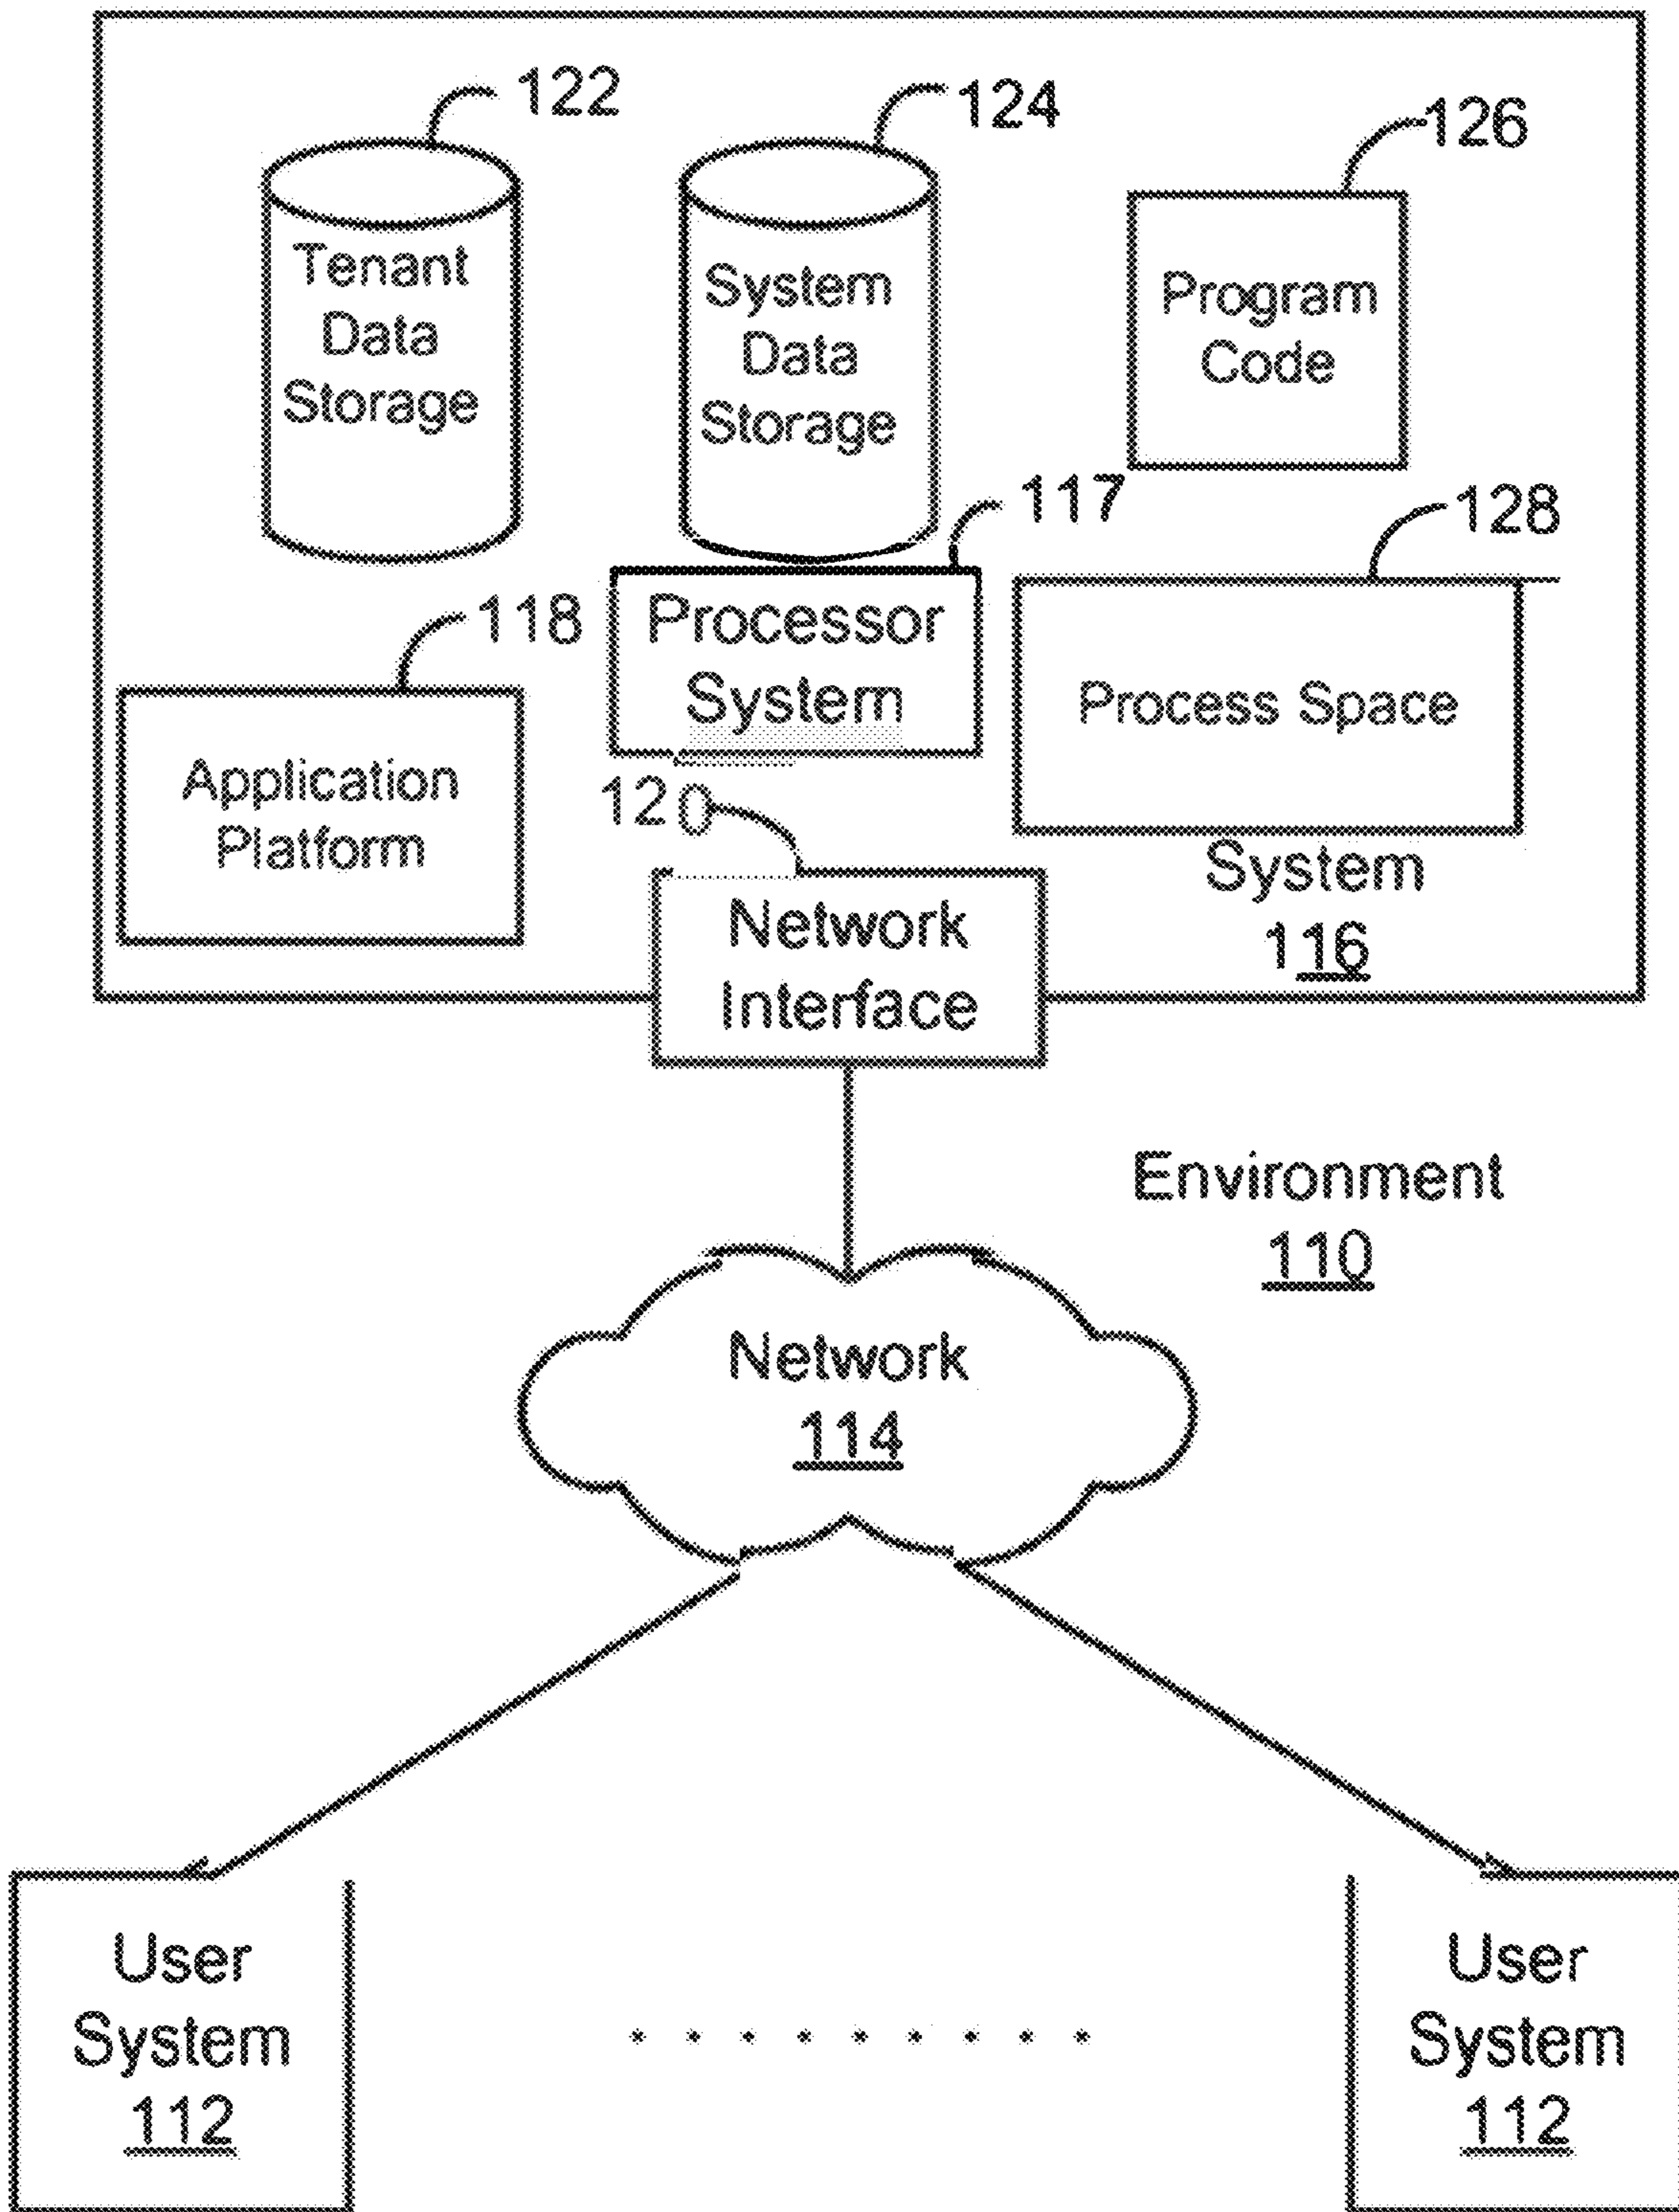 122
124
126
Tenant
Data
Storage
System
Data
Storage
Program
Code
117
128
118
Processor
System
Process Space
Application
Platform
120
System
116
Network
Interface
Environment
110
Network
114
User
System
112
. . . . . . . . .
User
System
112